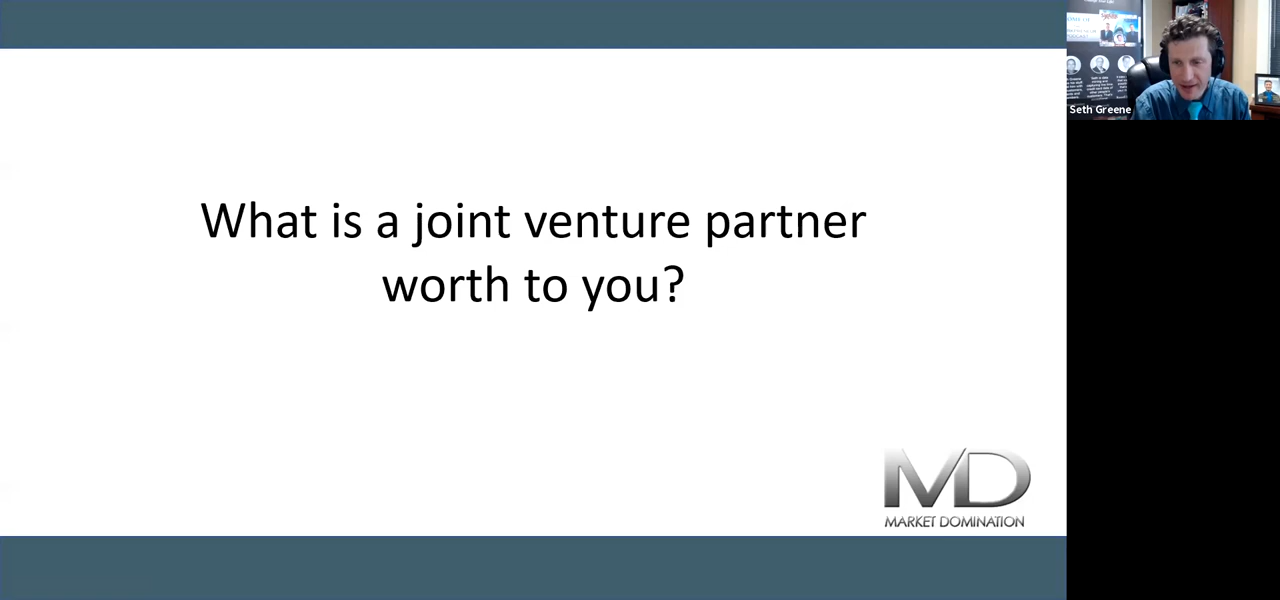 What is a joint venture partner
worth to you?
MD
MARKET DOMINATION
Seth Greene